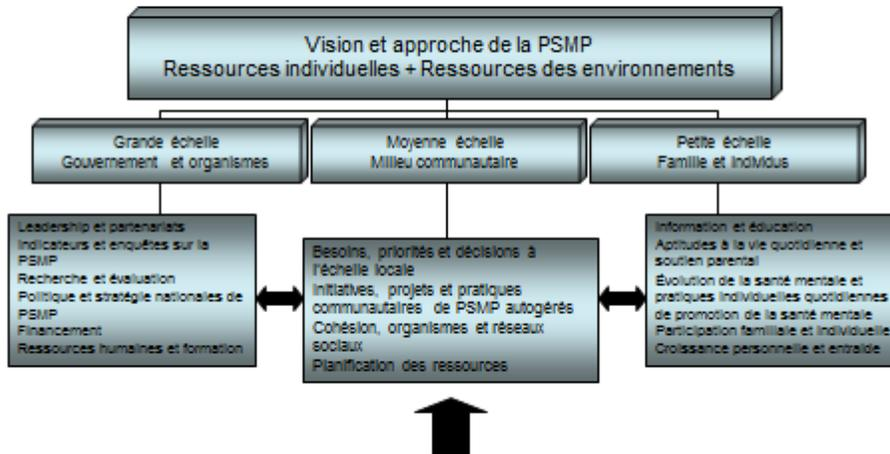 Vision et approche de la PSMP
Ressources individuelles + Ressources des environnements
Grande échelle
Gouvernement et organismes
Moyenne échelle
Milieu communautaire
Petite échelle
Famille et individus
Leadership et partenariats
Indicateurs et enquêtes sur la
PSMP
Recherche et évaluation
Politique et stratégie nationales de
PSMP
Financement
Ressources humaines et formation
Besoins, priorités et décisions à
l'échelle locale
Initiatives, projets et pratiques
communautaires de PSMP autogérés
Cohésion, organismes et réseaux
sociaux
Planification des ressources
Information et éducation
Aptitudes à la vie quotidienne et
soutien parental
Évolution de la santé mentale et
pratiques individuelles quotidiennes
de promotion de la santé mentale
Participation familiale et individuelle
Croissance personnelle et entraide